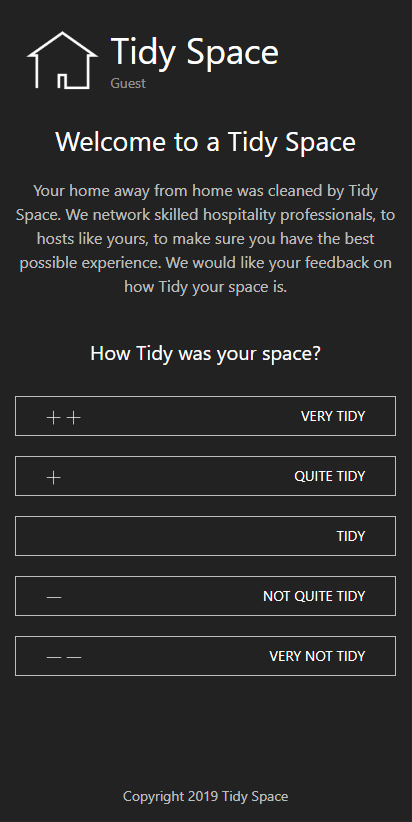 Tidy Space
Guest
Welcome to a Tidy Space
Your home away from home was cleaned by Tidy
Space. We network skilled hospitality professionals, to
hosts like yours, to make sure you have the best
possible experience. We would like your feedback on
how Tidy your space is.
How Tidy was your space?
++ VERY TIDY
+ QUITE TIDY
TIDY
— NOT QUITE TIDY
— — VERY NOT TIDY
Copyright 2019 Tidy Space